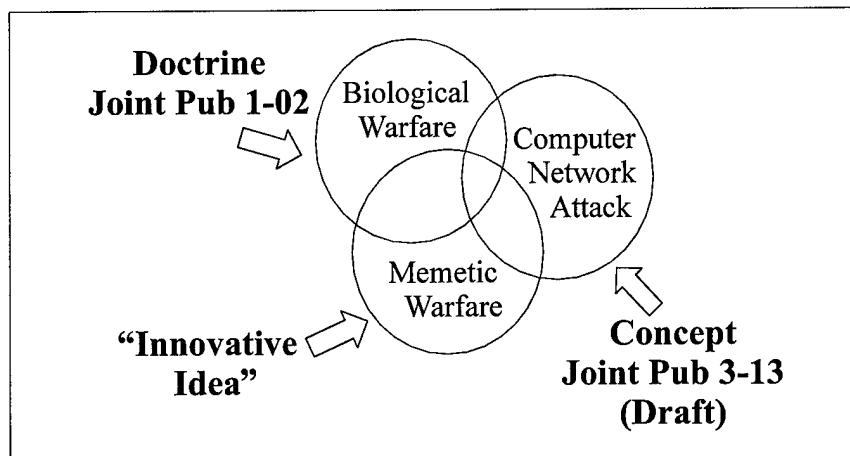 Doctrine
Joint Pub 1-02
Biological
Warfare
Computer
Network
Attack
Memetic
Warfare
“Innovative
Idea”
Concept
Joint Pub 3-13
(Draft)